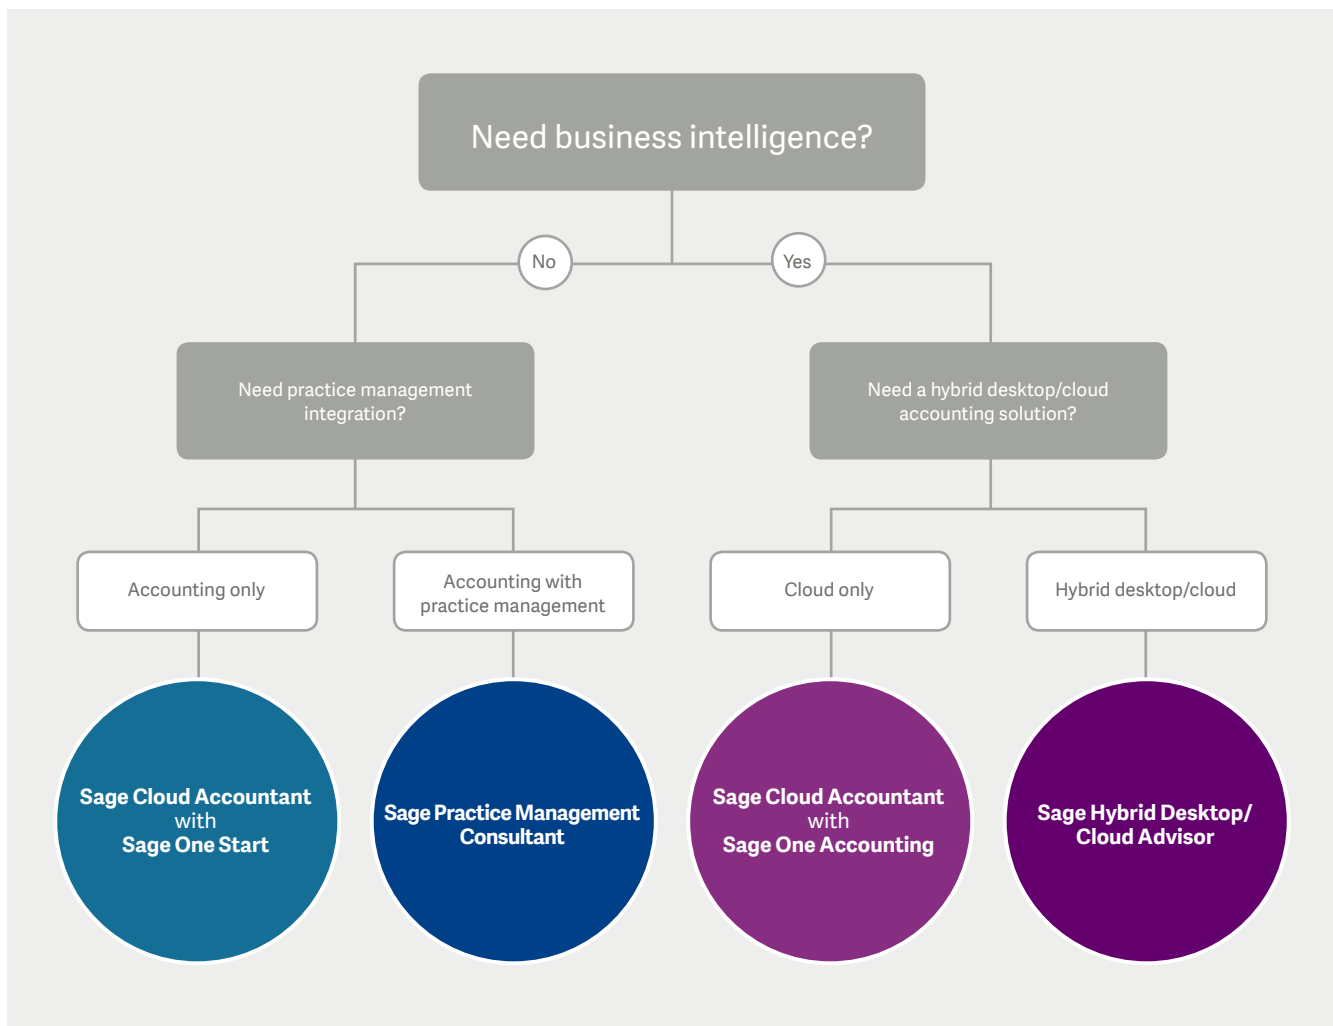 Need business intelligence?
No
Yes
Need practice management
integration?
Need a hybrid desktop/cloud
accounting solution?
Accounting only
Accounting with
practice management
Cloud only
Hybrid desktop/cloud
Sage Cloud Accountant
with
Sage One Start
Sage Practice Management
Consultant
Sage Cloud Accountant
with
Sage One Accounting
Sage Hybrid Desktop/
Cloud Advisor